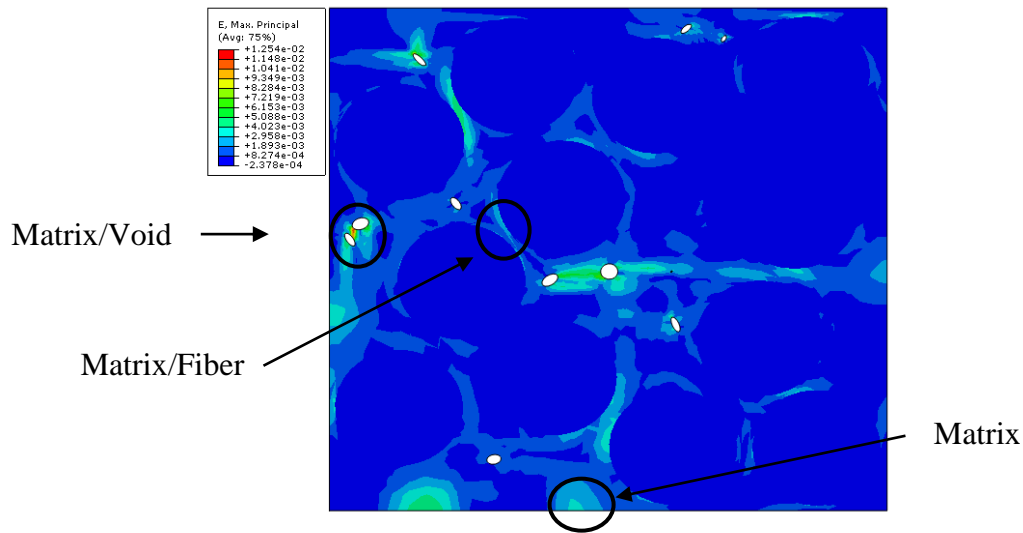 E, Max. Principal
(Avg: 75%)
+1.254e-02
+1.148e-02
+1.041e-02
+9.349e-03
+8.284e-03
+7.219e-03
+6.153e-03
+5.088e-03
+4.023e-03
+2.958e-03
+1.893e-03
+8.274e-04
-2.378e-04
Matrix/Void
Matrix/Fiber
Matrix